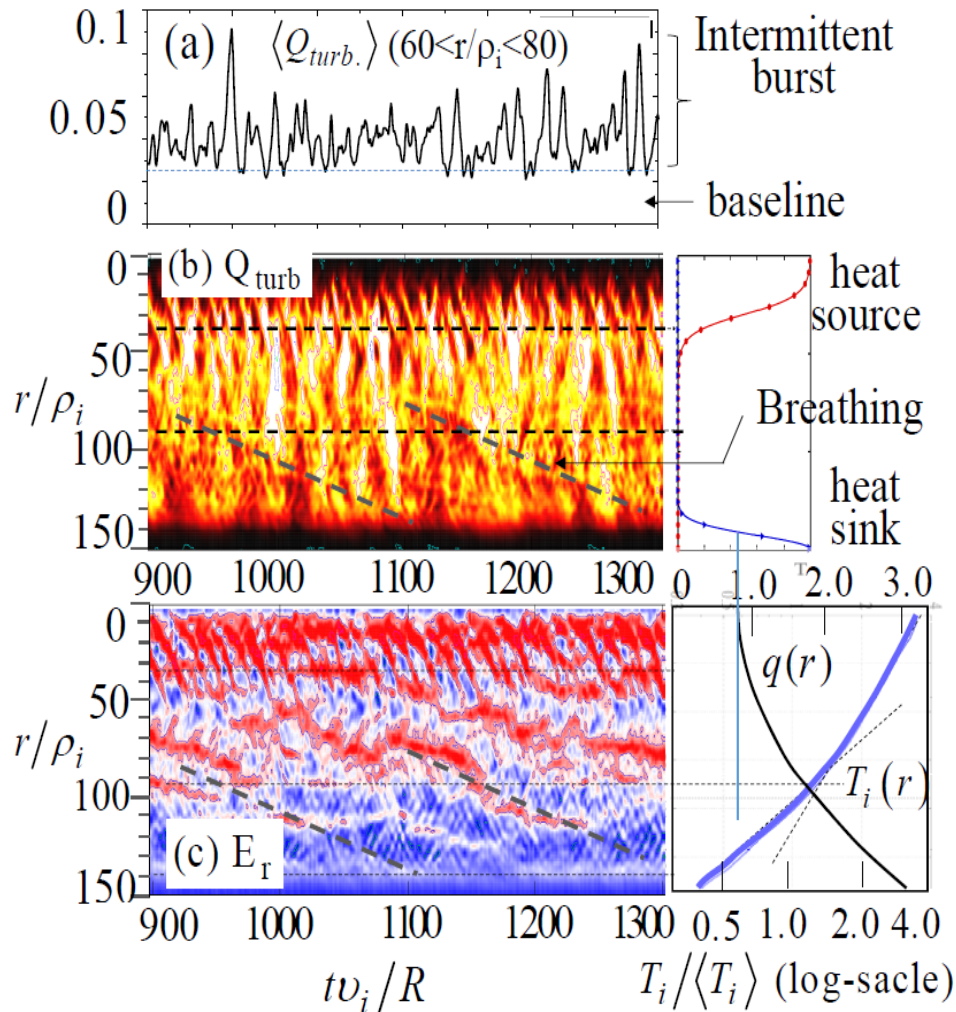 0.1
(a)
⟨Q_turb.⟩ (60<r/ρ_i<80)
Intermittent
burst
0.05
0
baseline
0
(b) Q_turb
heat
source
50
r/ρ_i
Breathing
100
heat
sink
150
900 1000 1100 1200 1300
0 1.0 2.0 3.0
0
q(r)
50
r/ρ_i
T_i(r)
100
(c) E_r
150
900 1000 1100 1200 1300
0.5 1.0 2.0 4.0
tυ_i/R
T_i/⟨T_i⟩ (log-sacle)